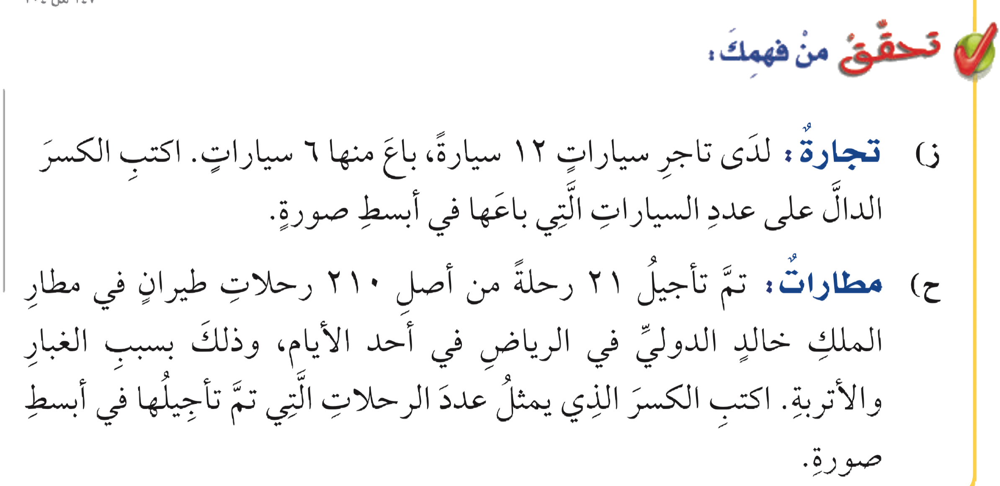 تحقَّقْ منْ فهمِكَ:
ز) تجارةٌ: لدَى تاجرِ سياراتٍ ١٢ سيارةً، باعَ منها ٦ سياراتٍ. اكتبِ الكسرَ
الدالَّ على عددِ السياراتِ الَّتِي باعَها في أبسطِ صورةٍ.
ح) مطاراتٌ: تمَّ تأجيلُ ٢١ رحلةً من أصلِ ٢١٠ رحلاتِ طيرانٍ في مطارِ
الملكِ خالدٍ الدوليِّ في الرياضِ في أحد الأيام، وذلكَ بسببِ الغبارِ
والأتربةِ. اكتبِ الكسرَ الذِي يمثلُ عددَ الرحلاتِ الَّتِي تمَّ تأجِيلُها في أبسطِ
صورةِ.